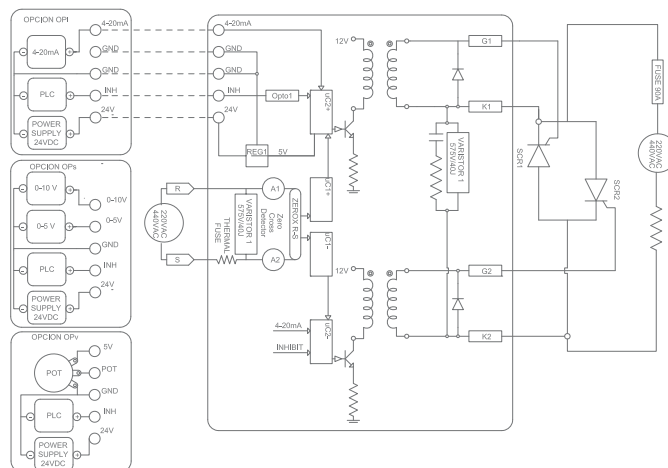 OPCION OPI
4-20mA
4-20mA
GND
GND
PLC
INH
24V
POWER
SUPPLY
24VDC
OPCION OPs
0-10 V
0-10V
0-5V
0-5 V
GND
PLC
INH
24V
POWER
SUPPLY
24VDC
OPCION OPv
5V
POT
POT
GND
PLC
INH
24V
POWER
SUPPLY
24VDC
4-20mA
GND
GND
INH
24V
Opto1
REG1
5V
uC2+
12V
R
S
220VAC
440VAC
VARISTOR 1
575V/40U
THERMAL
FUSE
A1
A2
Zero
Cross
Detector
ZEROX R-S
uC1+
uC1-
uC2-
4-20mA
INHIBIT
12V
VARISTOR 1
575V/40U
G1
K1
G2
K2
SCR1
SCR2
FUSE 90A
220VAC
440VAC